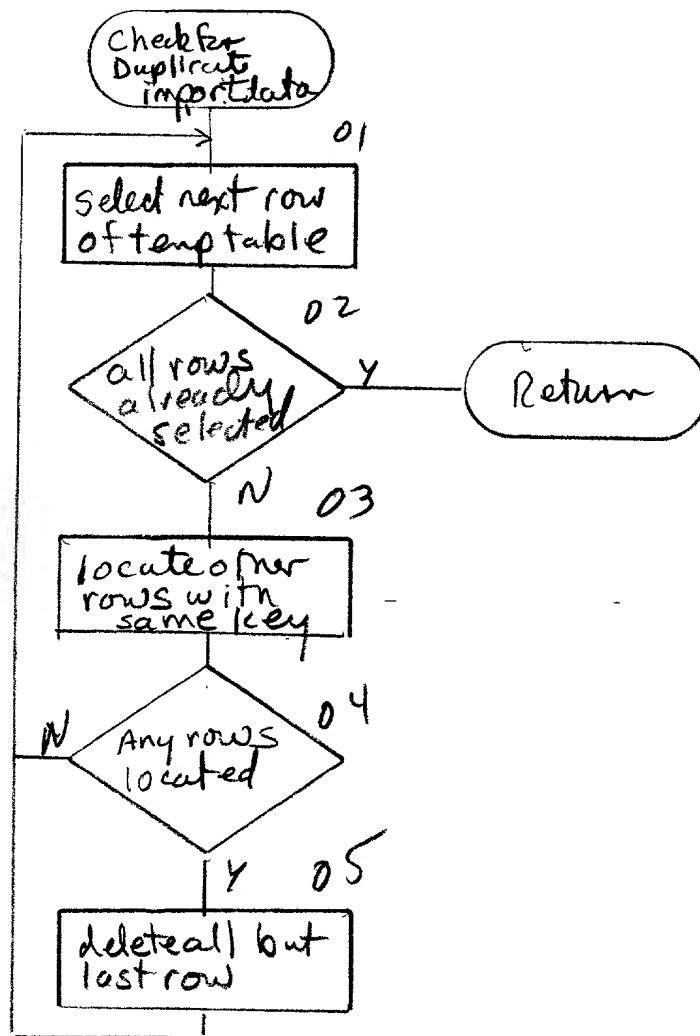 Check for
Duplicate
import data
01
select next row
of temp table
02
all rows
already
selected
Y
Return
N
03
locate other
rows with
same key
04
N
Any rows
located
Y
05
delete all but
last row